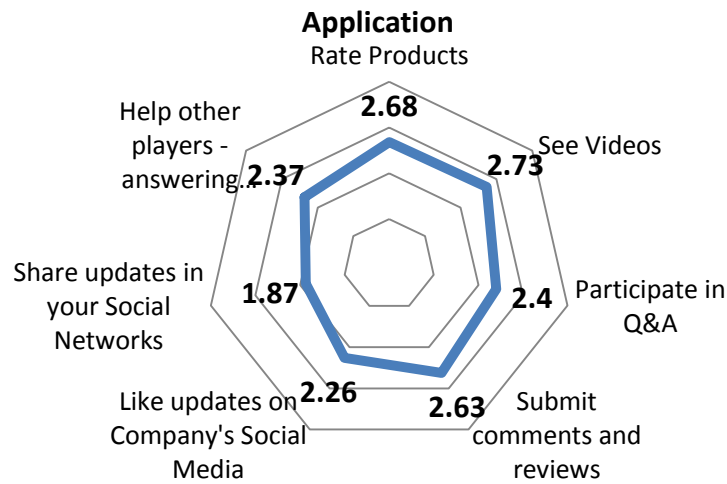 Application
Rate Products
2.68
See Videos
2.73
Participate in
Q&A
2.4
Submit
comments and
reviews
2.63
Like updates on
Company's Social
Media
2.26
Share updates in
your Social
Networks
1.87
Help other
players -
answering...
2.37